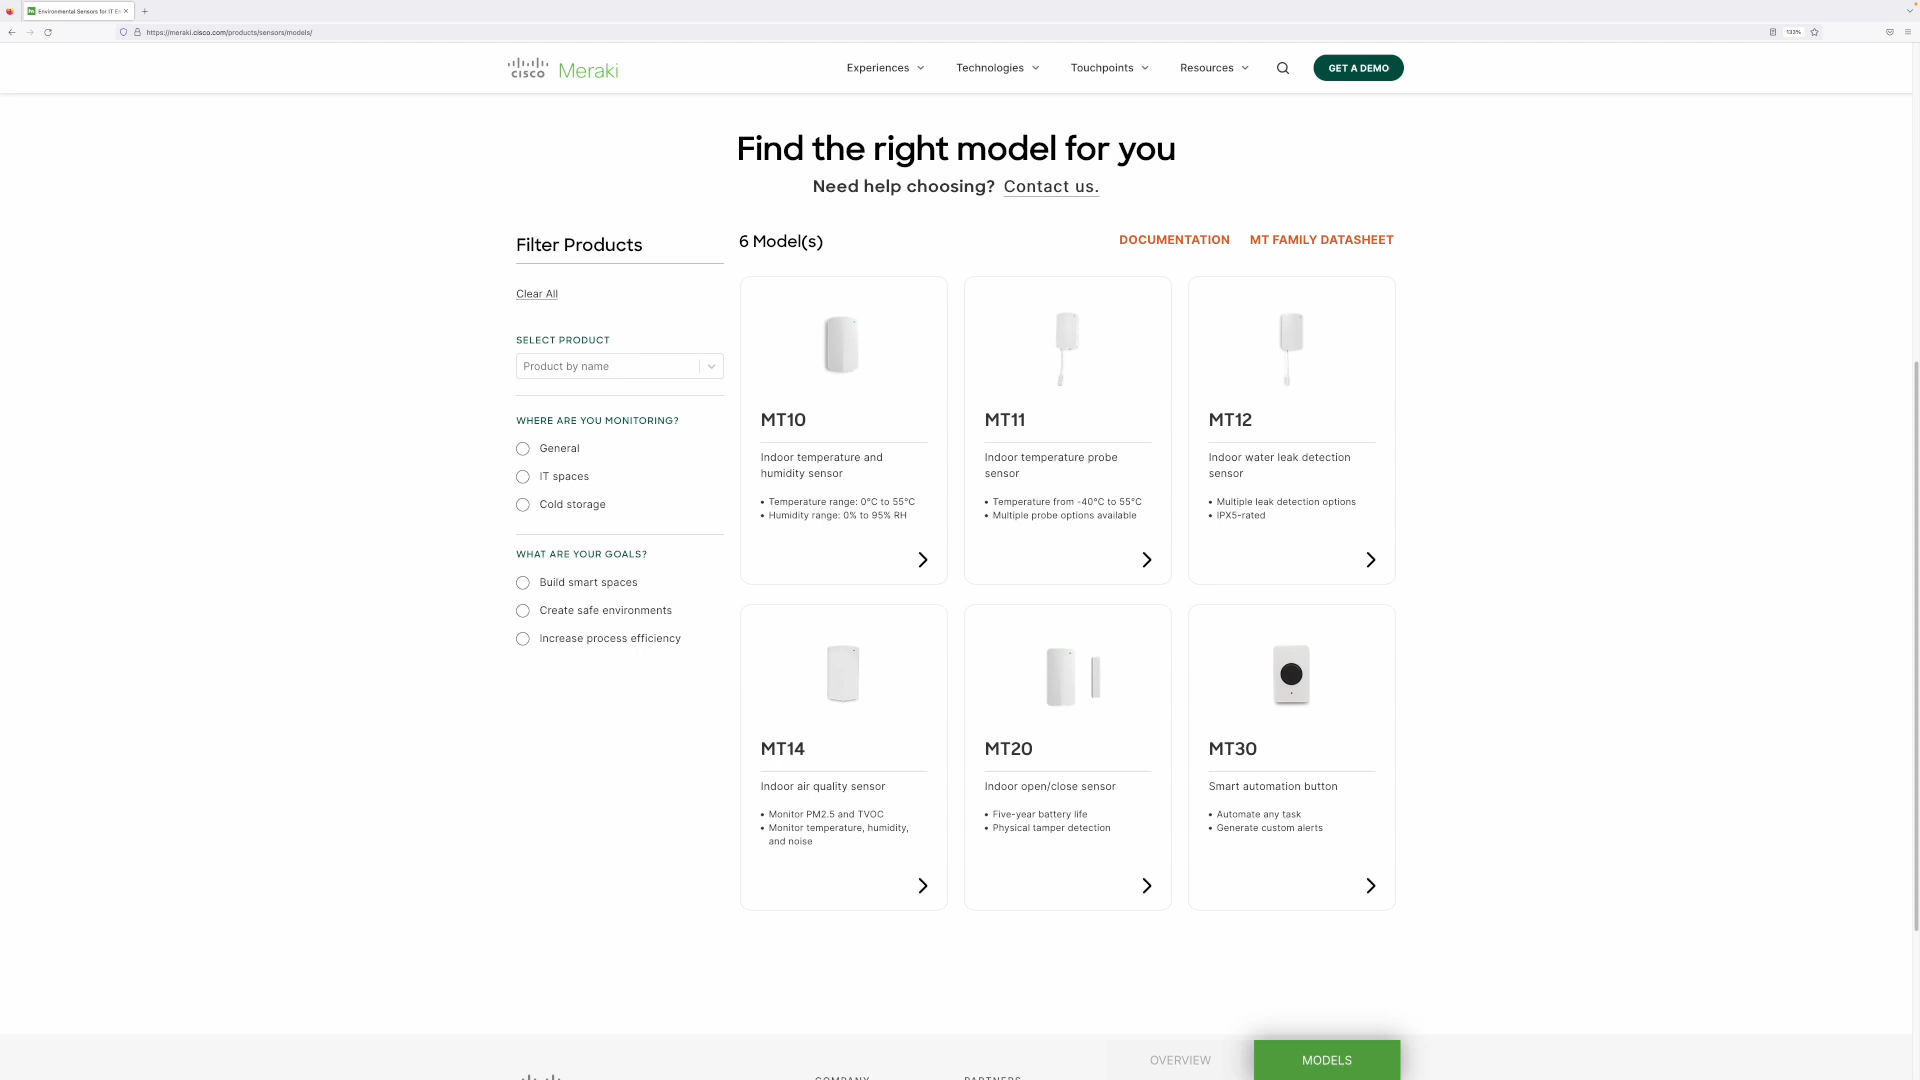 Environmental Sensors for IT En
https://meraki.cisco.com/products/sensors/models/
133%
cisco Meraki
Experiences
Technologies
Touchpoints
Resources
GET A DEMO
Find the right model for you
Need help choosing? Contact us.
Filter Products
Clear All
SELECT PRODUCT
Product by name
WHERE ARE YOU MONITORING?
General
IT spaces
Cold storage
WHAT ARE YOUR GOALS?
Build smart spaces
Create safe environments
Increase process efficiency
6 Model(s)
DOCUMENTATION
MT FAMILY DATASHEET
MT10
Indoor temperature and
humidity sensor
• Temperature range: 0°C to 55°C
• Humidity range: 0% to 95% RH
MT11
Indoor temperature probe
sensor
• Temperature from -40°C to 55°C
• Multiple probe options available
MT12
Indoor water leak detection
sensor
• Multiple leak detection options
• IPX5-rated
MT14
Indoor air quality sensor
• Monitor PM2.5 and TVOC
• Monitor temperature, humidity,
and noise
MT20
Indoor open/close sensor
• Five-year battery life
• Physical tamper detection
MT30
Smart automation button
• Automate any task
• Generate custom alerts
OVERVIEW
MODELS
COMPANY
PARTNERS